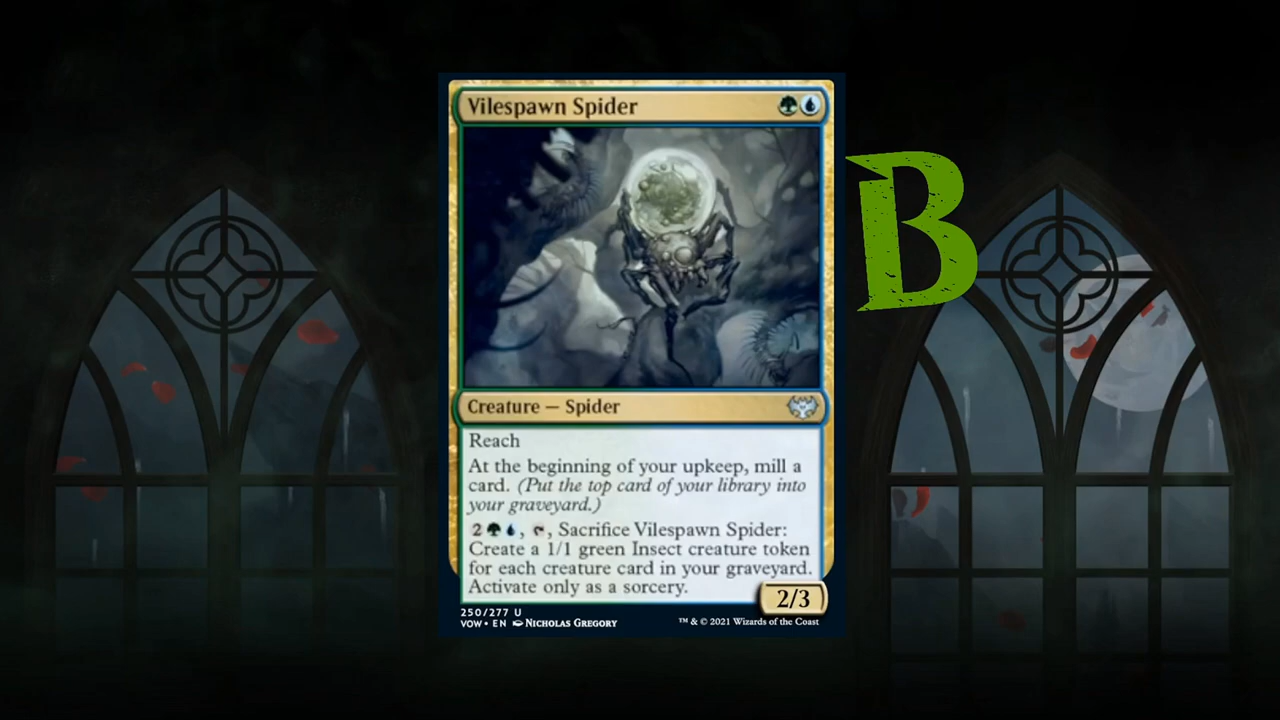 Vilespawn Spider
B
Creature — Spider
Reach
At the beginning of your upkeep, mill a
card. (Put the top card of your library into
your graveyard.)
2, , Sacrifice Vilespawn Spider:
Create a 1/1 green Insect creature token
for each creature card in your graveyard.
Activate only as a sorcery.
2/3
250/277 U
VOW • EN NICHOLAS GREGORY
™ & © 2021 Wizards of the Coast